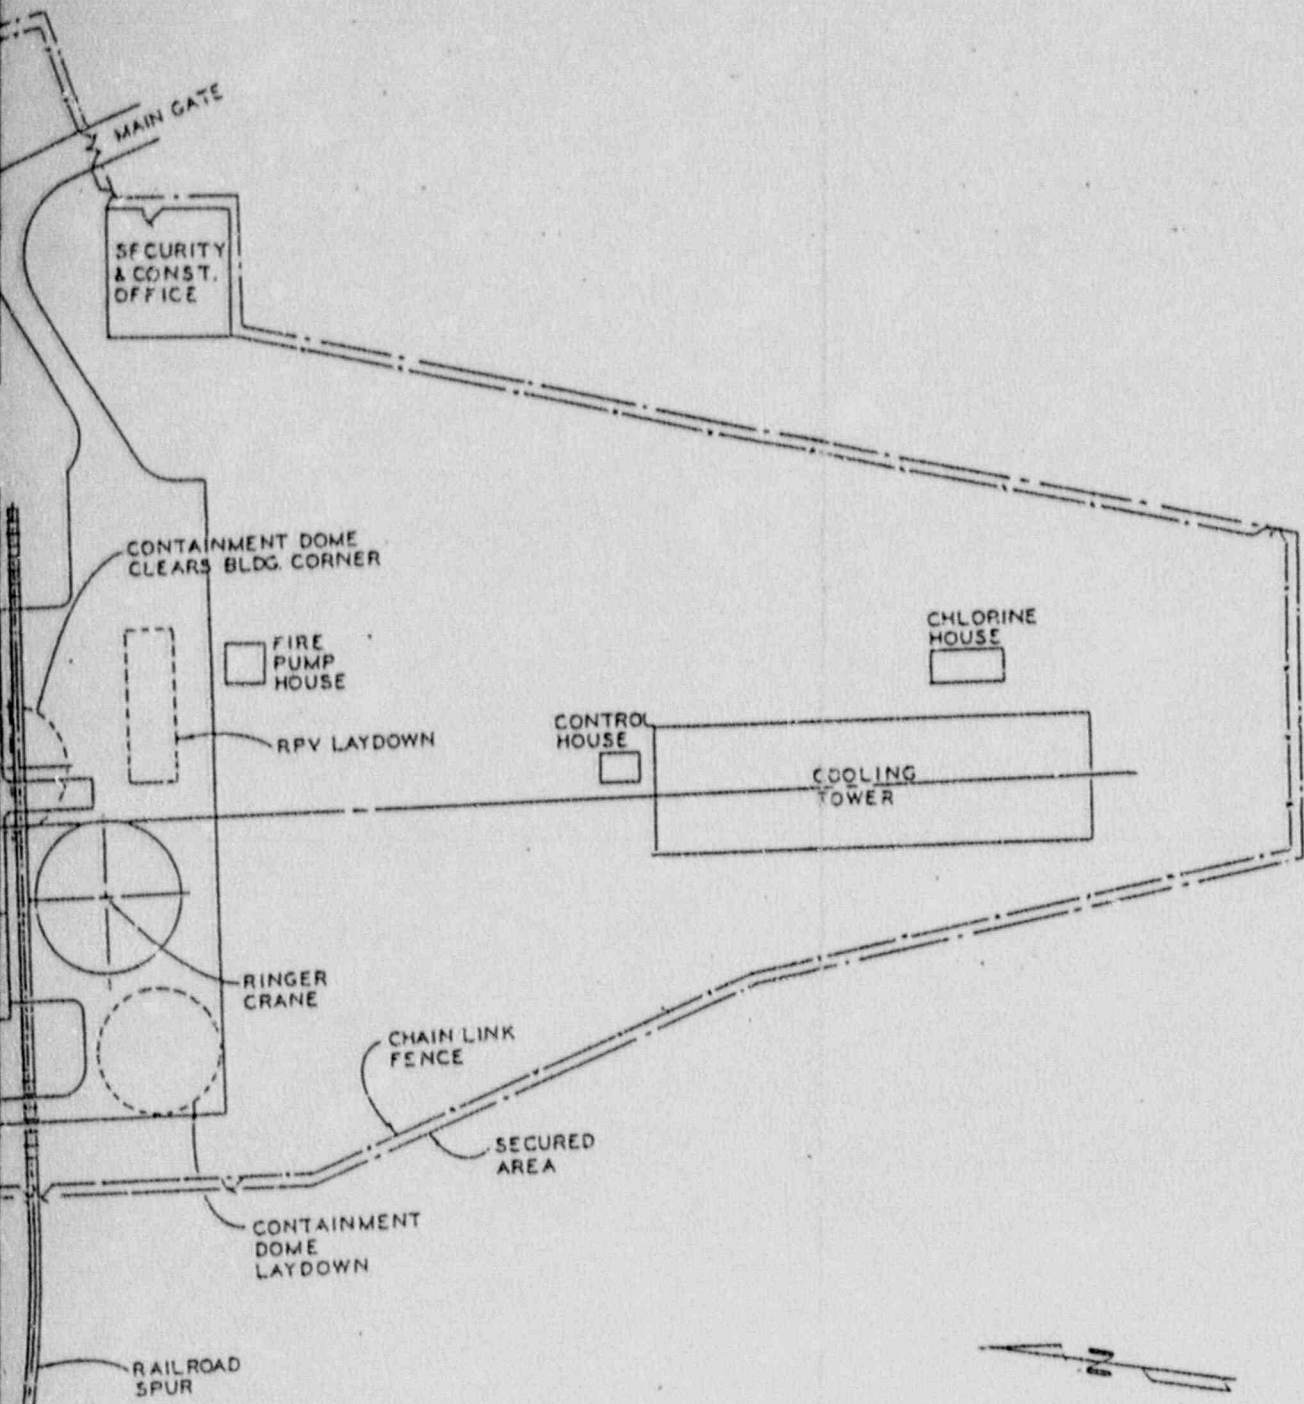 MAIN GATE
SECURITY
& CONST.
OFFICE
CONTAINMENT DOME
CLEARS BLDG. CORNER
FIRE
PUMP
HOUSE
CHLORINE
HOUSE
RPV LAYDOWN
CONTROL
HOUSE
COOLING
TOWER
RINGER
CRANE
CHAIN LINK
FENCE
SECURED
AREA
CONTAINMENT
DOME
LAYDOWN
RAILROAD
SPUR
N